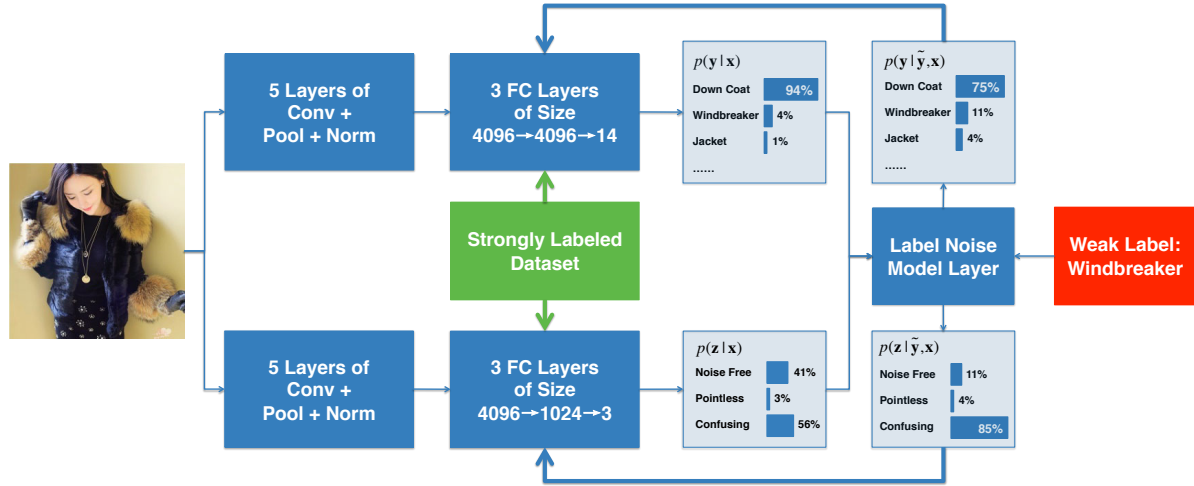 5 Layers of
Conv +
Pool + Norm
3 FC Layers
of Size
4096→4096→14
p(y|x)
Down Coat 94%
Windbreaker 4%
Jacket 1%
......
p(y|ỹ,x)
Down Coat 75%
Windbreaker 11%
Jacket 4%
......
Strongly Labeled
Dataset
Label Noise
Model Layer
Weak Label:
Windbreaker
5 Layers of
Conv +
Pool + Norm
3 FC Layers
of Size
4096→1024→3
p(z|x)
Noise Free 41%
Pointless 3%
Confusing 56%
p(z|ỹ,x)
Noise Free 11%
Pointless 4%
Confusing 85%